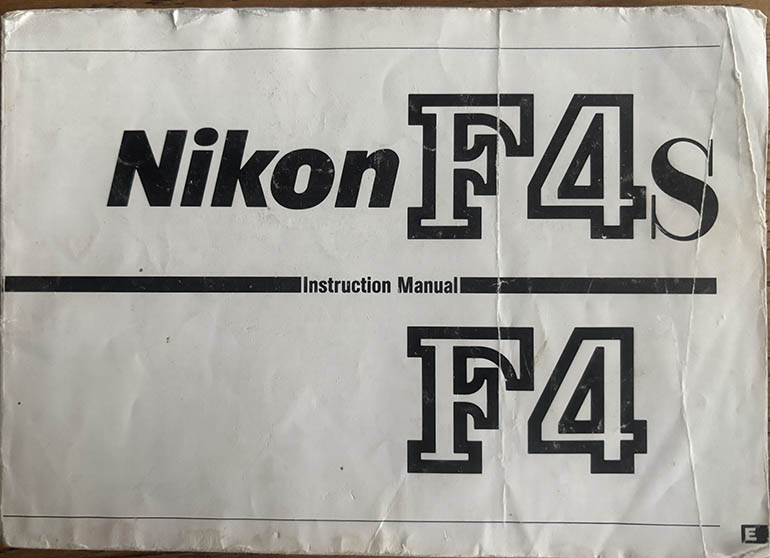 Nikon F4s
Instruction Manual
F4
E